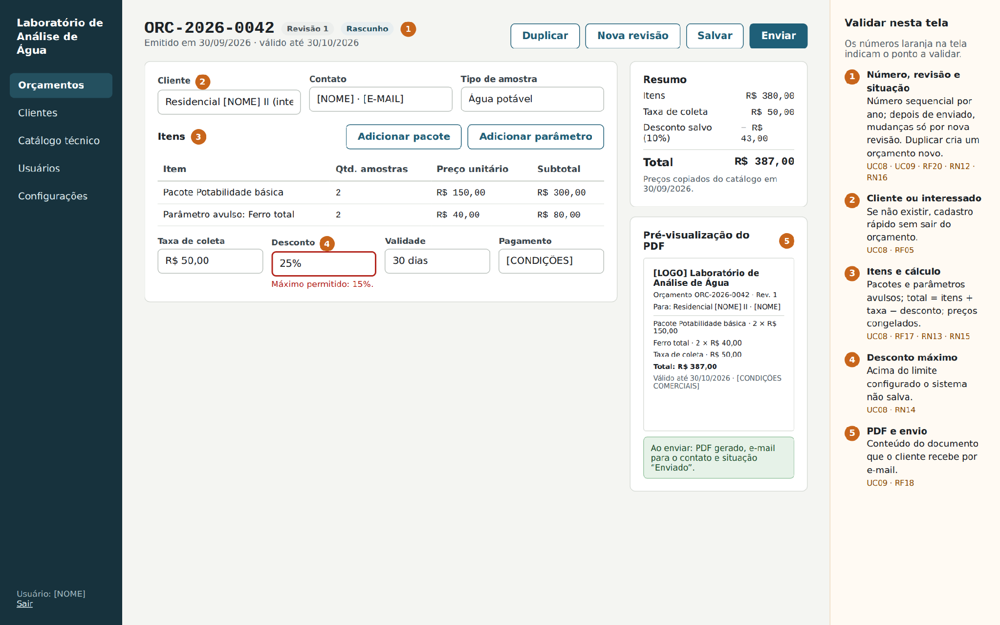 Laboratório de
Análise de
Água
Orçamentos
Clientes
Catálogo técnico
Usuários
Configurações
Usuário: [NOME]
Sair
ORC-2026-0042 Revisão 1 Rascunho 1
Emitido em 30/09/2026 · válido até 30/10/2026
Duplicar Nova revisão Salvar Enviar
Cliente 2 Contato Tipo de amostra
Residencial [NOME] II (inte [NOME] · [E-MAIL] Água potável
Itens 3 Adicionar pacote Adicionar parâmetro
Item Qtd. amostras Preço unitário Subtotal
Pacote Potabilidade básica 2 R$ 150,00 R$ 300,00
Parâmetro avulso: Ferro total 2 R$ 40,00 R$ 80,00
Taxa de coleta Desconto 4 Validade Pagamento
R$ 50,00 25% 30 dias [CONDIÇÕES]
Máximo permitido: 15%.
Resumo
Itens R$ 380,00
Taxa de coleta R$ 50,00
Desconto salvo − R$
(10%) 43,00
Total R$ 387,00
Preços copiados do catálogo em
30/09/2026.
Pré-visualização do
PDF
5
[LOGO] Laboratório de
Análise de Água
Orçamento ORC-2026-0042 · Rev. 1
Para: Residencial [NOME] II · [NOME]
Pacote Potabilidade básica · 2 × R$
150,00
Ferro total · 2 × R$ 40,00
Taxa de coleta · R$ 50,00
Total: R$ 387,00
Válido até 30/10/2026 · [CONDIÇÕES
COMERCIAIS]
Ao enviar: PDF gerado, e-mail
para o contato e situação
“Enviado”.
Validar nesta tela
Os números laranja na tela
indicam o ponto a validar.
1 Número, revisão e
situação
Número sequencial por
ano; depois de enviado,
mudanças só por nova
revisão. Duplicar cria um
orçamento novo.
UC08 · UC09 · RF20 · RN12 ·
RN16
2 Cliente ou interessado
Se não existir, cadastro
rápido sem sair do
orçamento.
UC08 · RF05
3 Itens e cálculo
Pacotes e parâmetros
avulsos; total = itens +
taxa − desconto; preços
congelados.
UC08 · RF17 · RN13 · RN15
4 Desconto máximo
Acima do limite
configurado o sistema
não salva.
UC08 · RN14
5 PDF e envio
Conteúdo do documento
que o cliente recebe por
e-mail.
UC09 · RF18